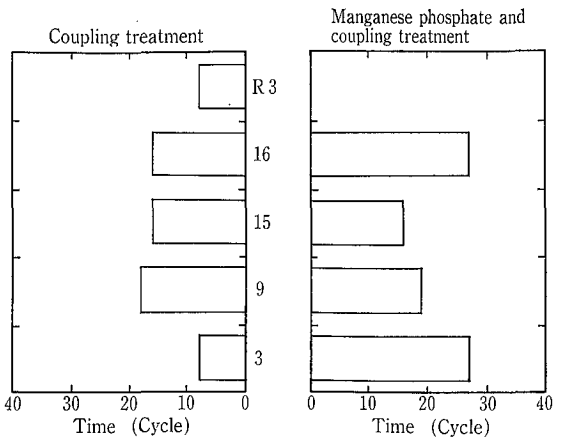 Coupling treatment
Manganese phosphate and
coupling treatment
R 3
16
15
9
3
40 30 20 10 0
Time (Cycle)
0 10 20 30 40
Time (Cycle)